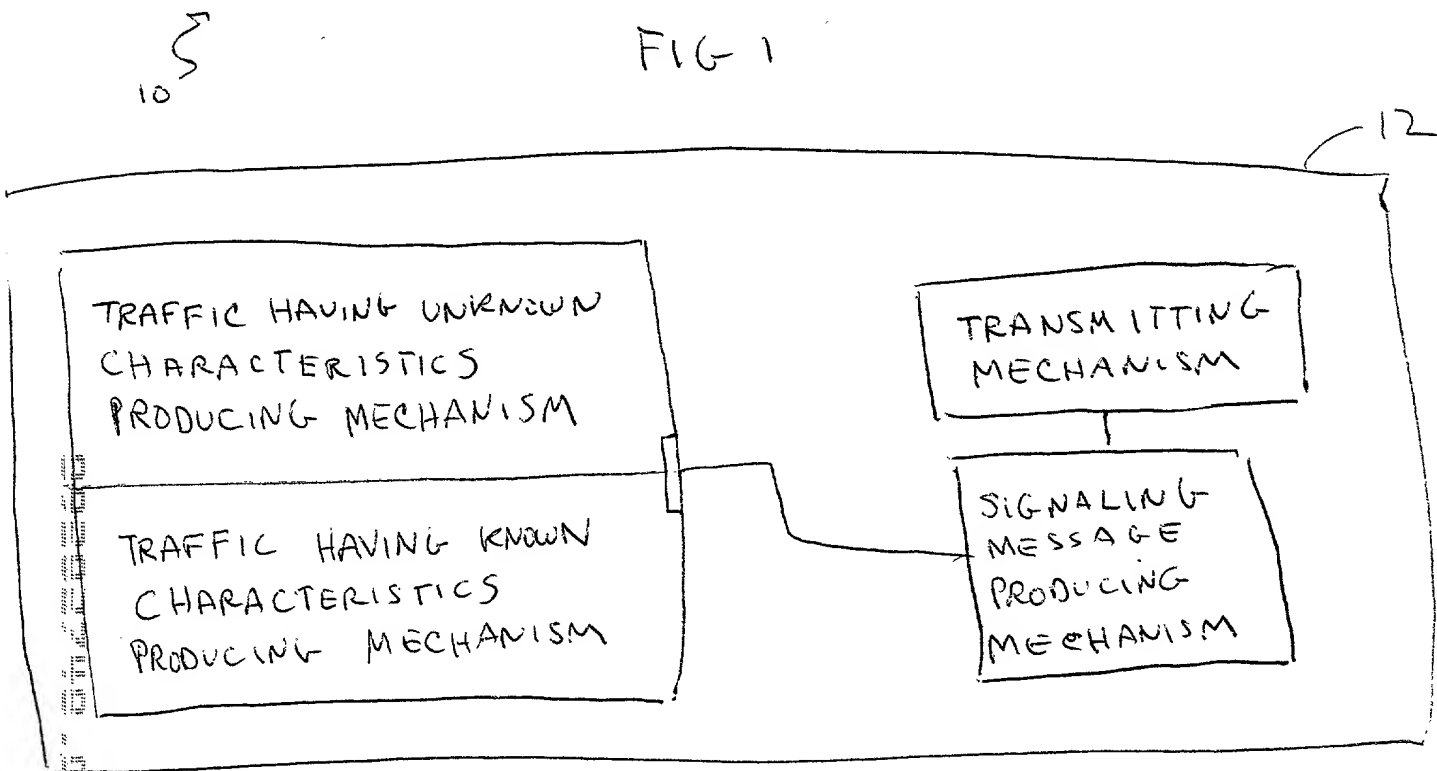 FIG 1
10
12
TRAFFIC HAVING UNKNOWN
CHARACTERISTICS
PRODUCING MECHANISM
TRAFFIC HAVING KNOWN
CHARACTERISTICS
PRODUCING MECHANISM
TRANSMITTING
MECHANISM
SIGNALING
MESSAGE
PRODUCING
MECHANISM